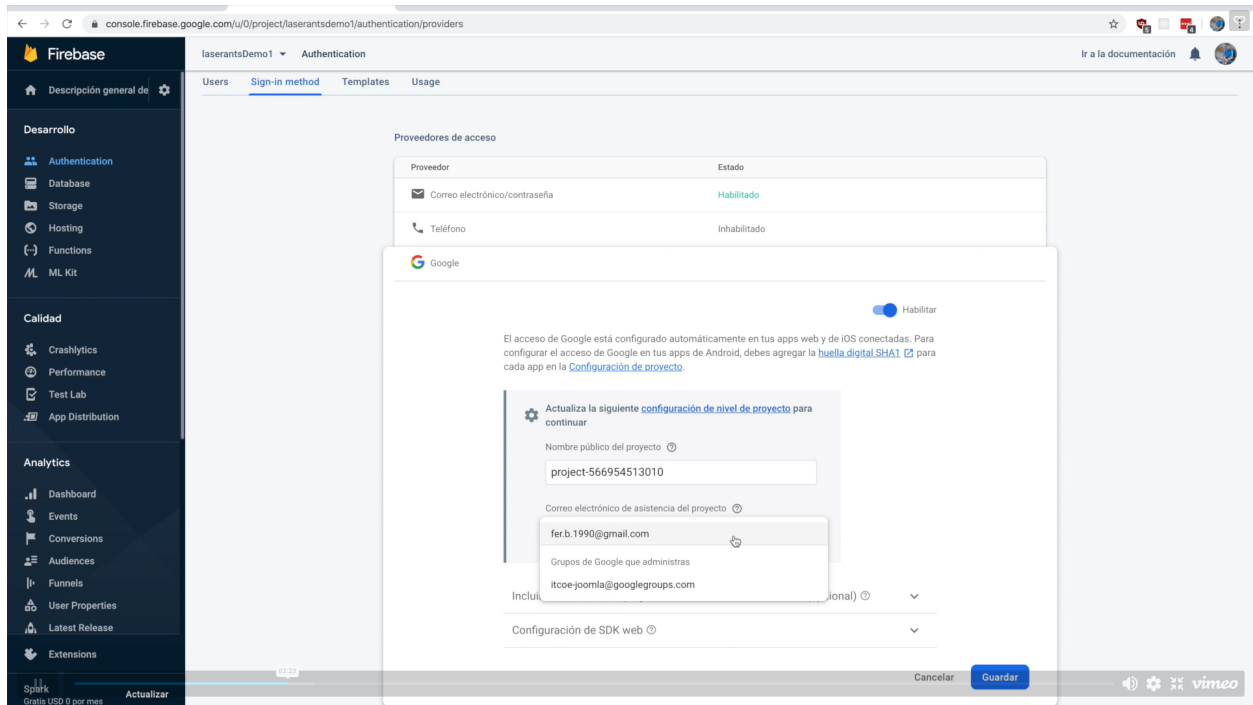 console.firebase.google.com/u/0/project/laserantsdemo1/authentication/providers
Firebase
laserantsDemo1
Authentication
Ir a la documentación
Descripción general de
Users
Sign-in method
Templates
Usage
Desarrollo
Authentication
Database
Storage
Hosting
Functions
ML Kit
Calidad
Crashlytics
Performance
Test Lab
App Distribution
Analytics
Dashboard
Events
Conversions
Audiences
Funnels
User Properties
Latest Release
Extensions
Spark
Gratis USD 0 por mes
Actualizar
Proveedores de acceso
Proveedor Estado
Correo electrónico/contraseña Habilitado
Teléfono Inhabilitado
Google
Habilitar
El acceso de Google está configurado automáticamente en tus apps web y de iOS conectadas. Para
configurar el acceso de Google en tus apps de Android, debes agregar la huella digital SHA1 para
cada app en la Configuración de proyecto.
Actualiza la siguiente configuración de nivel de proyecto para
continuar
Nombre público del proyecto
project-566954513010
Correo electrónico de asistencia del proyecto
fer.b.1990@gmail.com
Grupos de Google que administras
itcoe-joomla@googlegroups.com
Configuración de SDK web
Cancelar
Guardar
02:23
vimeo